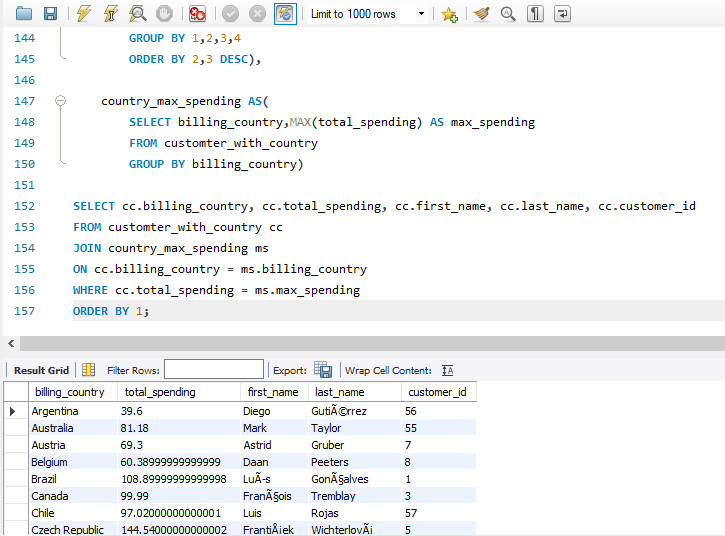 Limit to 1000 rows
144 GROUP BY 1,2,3,4
145 ORDER BY 2,3 DESC),
146
147 country_max_spending AS(
148 SELECT billing_country,MAX(total_spending) AS max_spending
149 FROM customter_with_country
150 GROUP BY billing_country)
151
152 SELECT cc.billing_country, cc.total_spending, cc.first_name, cc.last_name, cc.customer_id
153 FROM customter_with_country cc
154 JOIN country_max_spending ms
155 ON cc.billing_country = ms.billing_country
156 WHERE cc.total_spending = ms.max_spending
157 ORDER BY 1;
Result Grid Filter Rows: Export: Wrap Cell Content: IA
billing_country total_spending first_name last_name customer_id
Argentina 39.6 Diego GutiÃ©rrez 56
Australia 81.18 Mark Taylor 55
Austria 69.3 Astrid Gruber 7
Belgium 60.38999999999999 Daan Peeters 8
Brazil 108.89999999999998 LuÃ-s GonÃ§alves 1
Canada 99.99 FranÃ§ois Tremblay 3
Chile 97.02000000000001 Luis Rojas 57
Czech Republic 144.54000000000002 FrantiÅ¡ek WichterlovÃ¡ 5